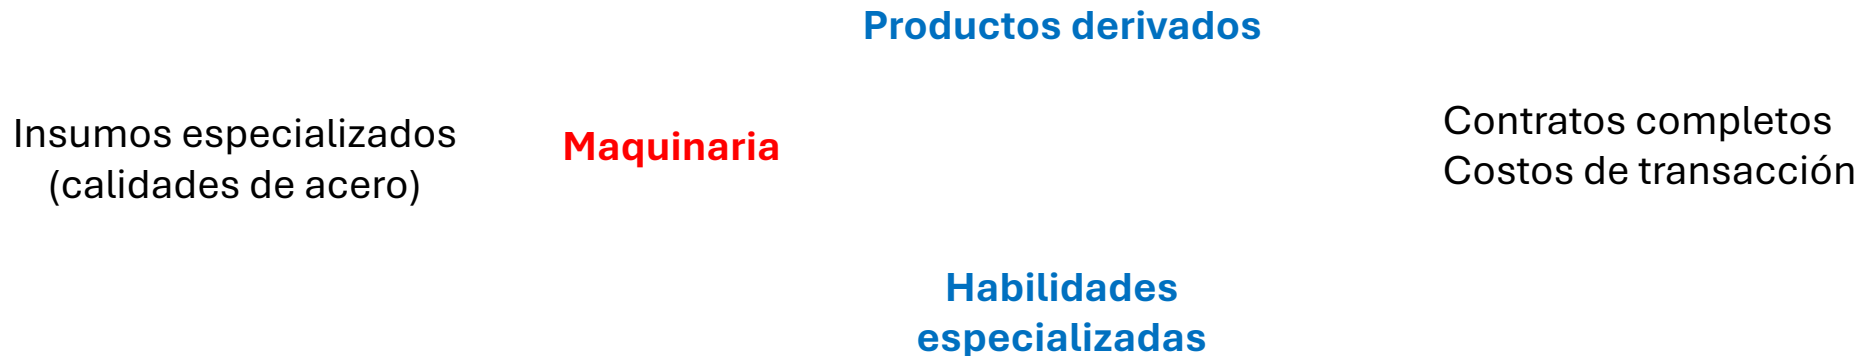 Productos derivados
Insumos especializados
(calidades de acero)
Maquinaria
Contratos completos
Costos de transacción
Habilidades
especializadas